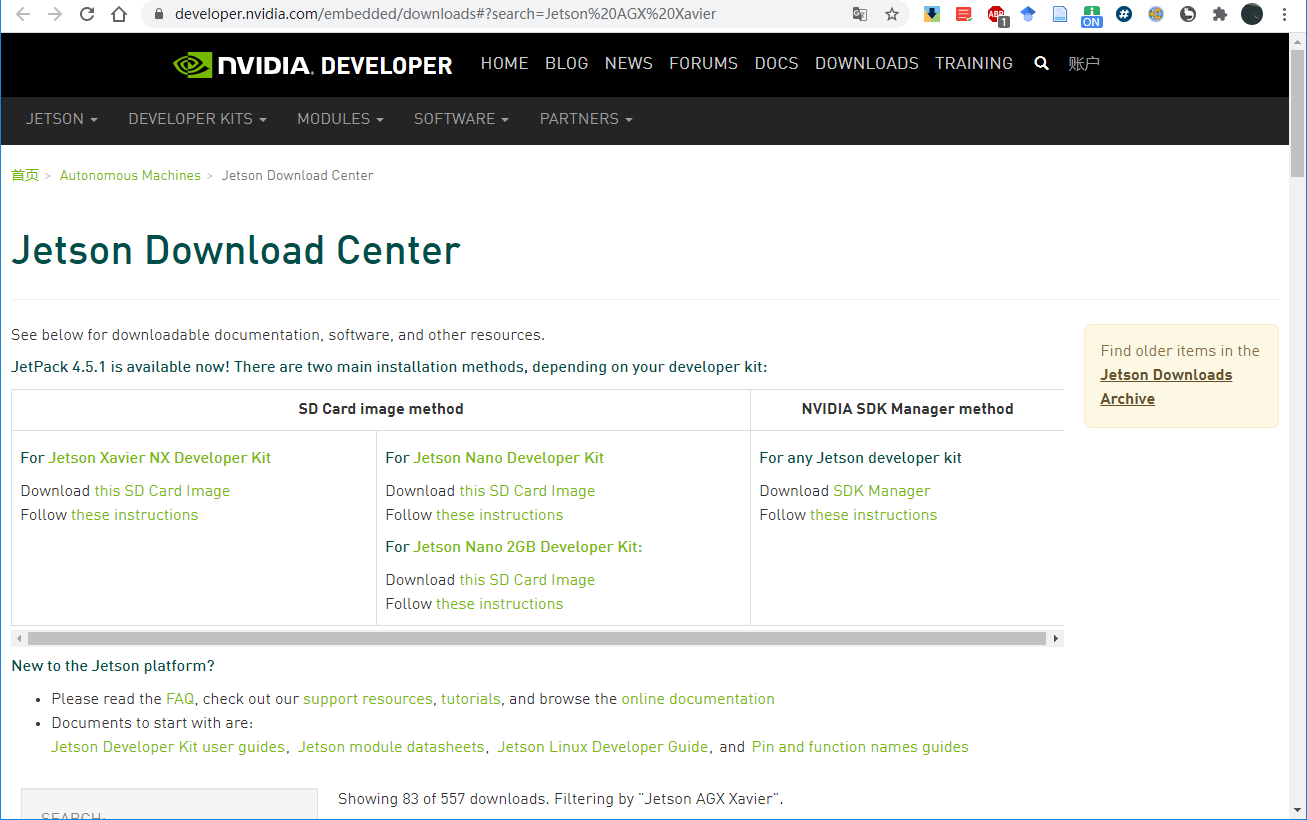 developer.nvidia.com/embedded/downloads#?search=Jetson%20AGX%20Xavier
ABP 1 ON
NVIDIA. DEVELOPER HOME BLOG NEWS FORUMS DOCS DOWNLOADS TRAINING 账户
JETSON DEVELOPER KITS MODULES SOFTWARE PARTNERS
首页 > Autonomous Machines > Jetson Download Center
Jetson Download Center
See below for downloadable documentation, software, and other resources.
JetPack 4.5.1 is available now! There are two main installation methods, depending on your developer kit:
Find older items in the
Jetson Downloads
Archive
SD Card image method NVIDIA SDK Manager method
For Jetson Xavier NX Developer Kit
Download this SD Card Image
Follow these instructions
For Jetson Nano Developer Kit
Download this SD Card Image
Follow these instructions
For Jetson Nano 2GB Developer Kit:
Download this SD Card Image
Follow these instructions
For any Jetson developer kit
Download SDK Manager
Follow these instructions
New to the Jetson platform?
• Please read the FAQ, check out our support resources, tutorials, and browse the online documentation
• Documents to start with are:
Jetson Developer Kit user guides, Jetson module datasheets, Jetson Linux Developer Guide, and Pin and function names guides
SEARCH:
Showing 83 of 557 downloads. Filtering by "Jetson AGX Xavier".